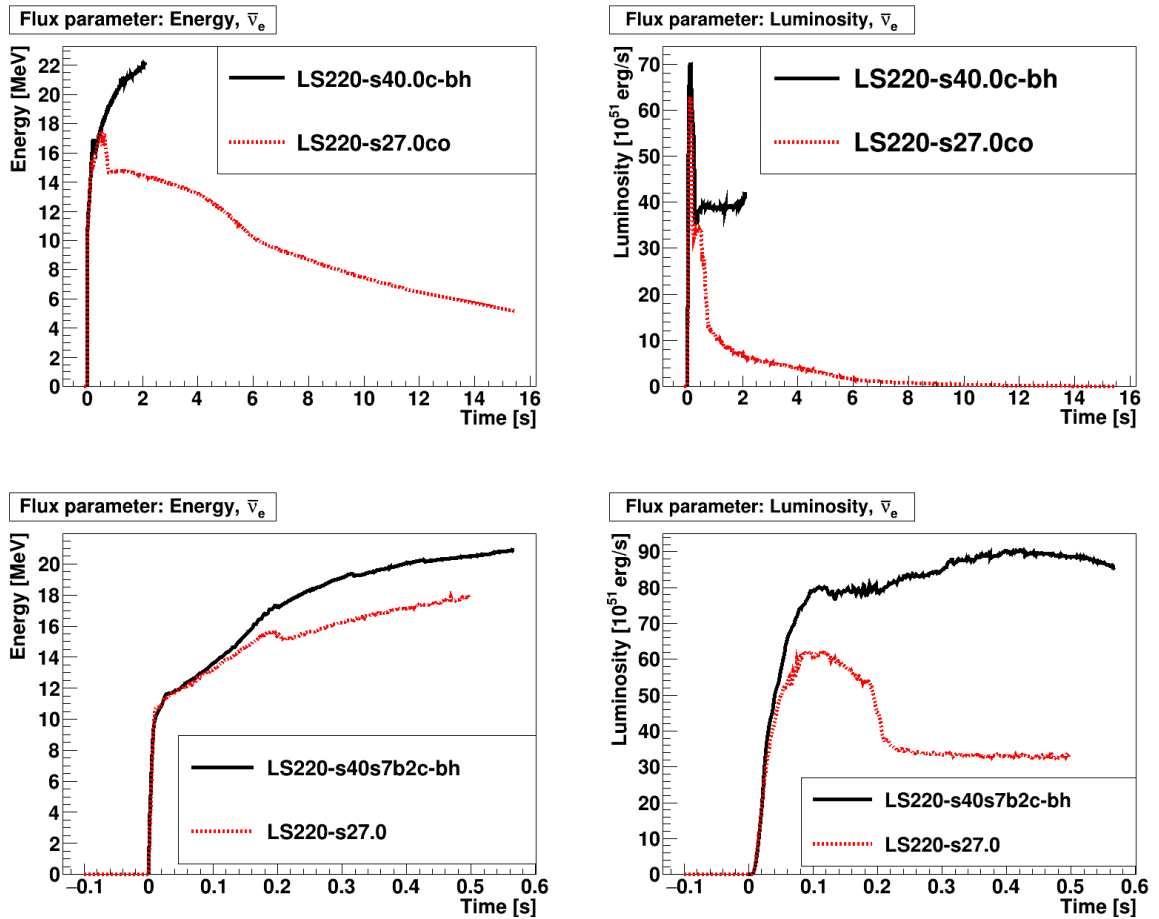 Flux parameter: Energy, ν̄e
Energy [MeV]
22
20
18
16
14
12
10
8
6
4
2
0
LS220-s40.0c-bh
LS220-s27.0co
0 2 4 6 8 10 12 14 16
Time [s]
Flux parameter: Luminosity, ν̄e
Luminosity [10^51 erg/s]
70
60
50
40
30
20
10
0
LS220-s40.0c-bh
LS220-s27.0co
0 2 4 6 8 10 12 14 16
Time [s]
Flux parameter: Energy, ν̄e
Energy [MeV]
20
18
16
14
12
10
8
6
4
2
0
LS220-s40s7b2c-bh
LS220-s27.0
−0.1 0 0.1 0.2 0.3 0.4 0.5 0.6
Time [s]
Flux parameter: Luminosity, ν̄e
Luminosity [10^51 erg/s]
90
80
70
60
50
40
30
20
10
0
LS220-s40s7b2c-bh
LS220-s27.0
−0.1 0 0.1 0.2 0.3 0.4 0.5 0.6
Time [s]